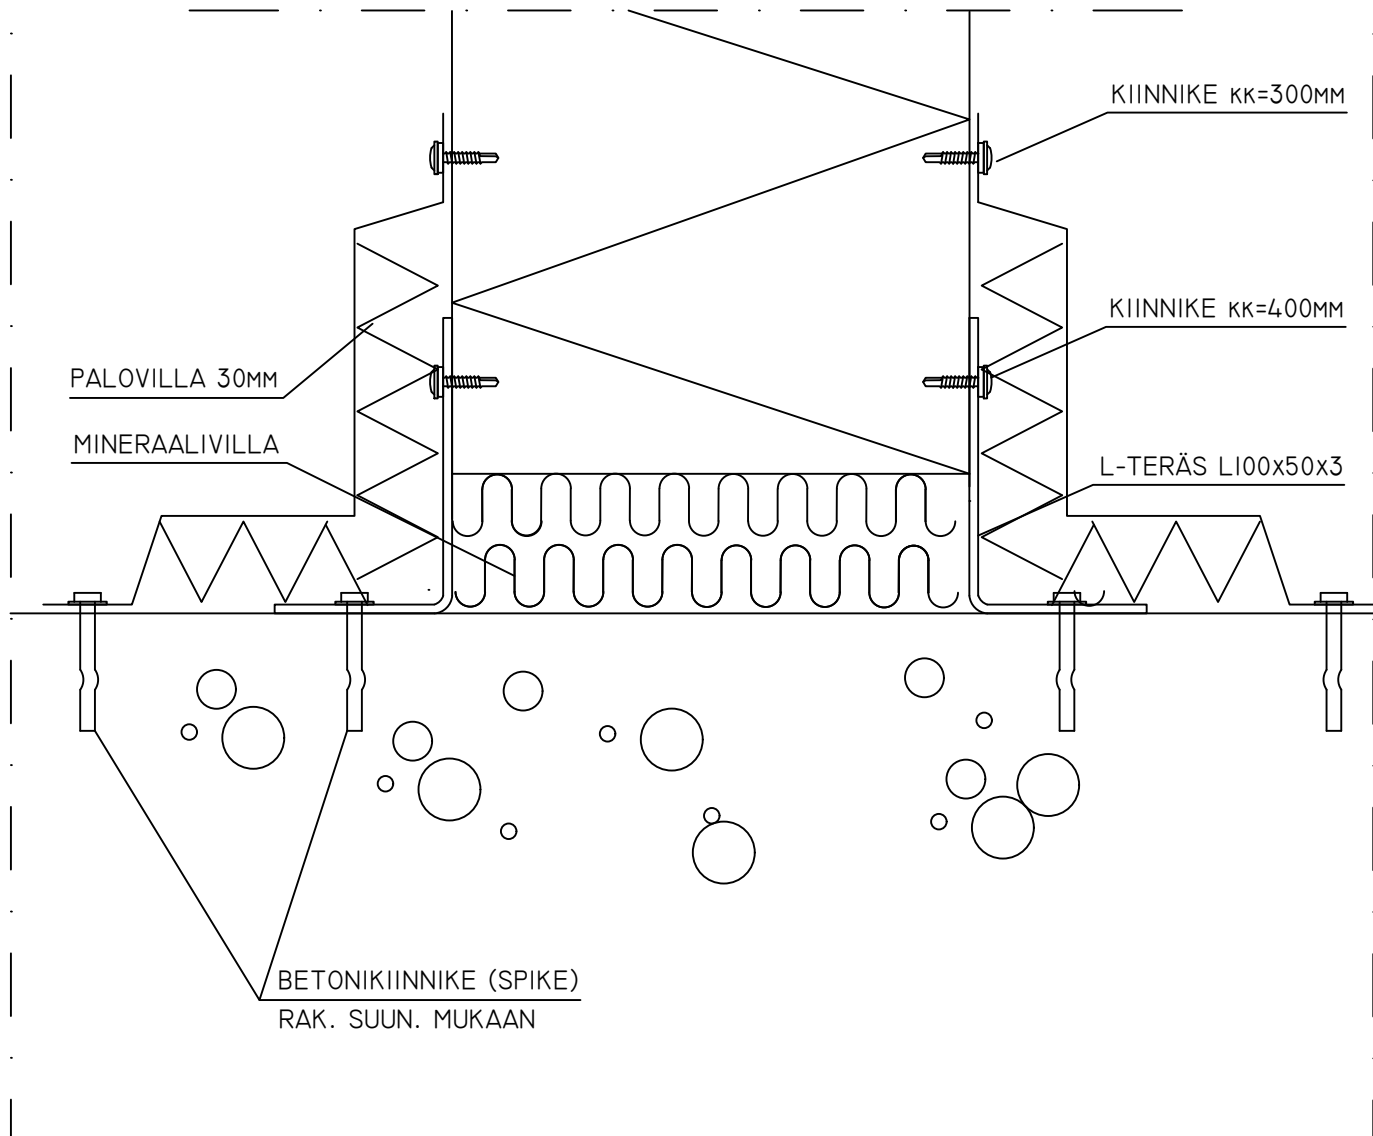 KIINNIKE KK=300MM
KIINNIKE KK=400MM
PALOVILLA 30MM
MINERAALIVILLA
L-TERÄS L100X50X3
BETONIKIINNIKE (SPIKE)
RAK. SUUN. MUKAAN